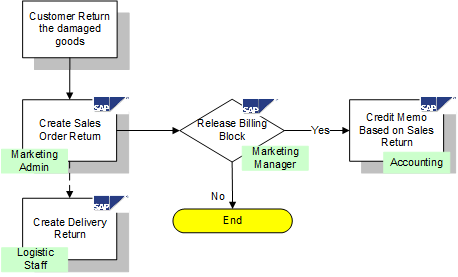 Customer Return
the damaged
goods
SAP
Create Sales
Order Return
Marketing
Admin
SAP
Release Billing
Block
Marketing
Manager
Yes
SAP
Credit Memo
Based on Sales
Return
Accounting
No
End
SAP
Create Delivery
Return
Logistic
Staff